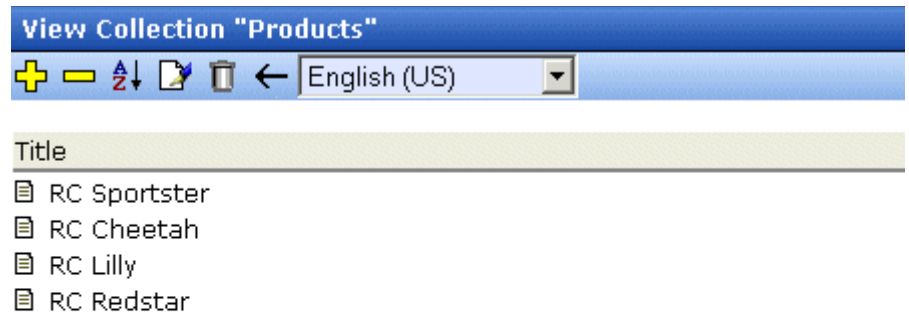 View Collection "Products"
A Z English (US)
Title
RC Sportster
RC Cheetah
RC Lilly
RC Redstar